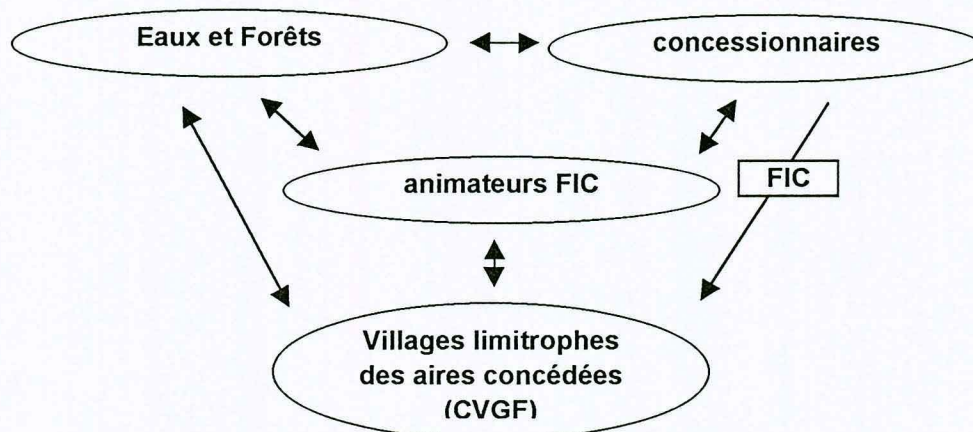 Eaux et Forêts
concessionnaires
animateurs FIC
FIC
Villages limitrophes
des aires concédées
(CVGF)